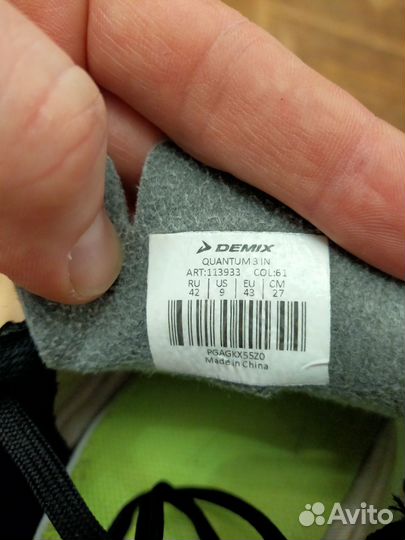 DEMIX
QUANTUM 3 IN
ART:113933 COL:61
RU US EU CM
42 9 43 27
PGAGKX5SZ0
Made in China
Avito